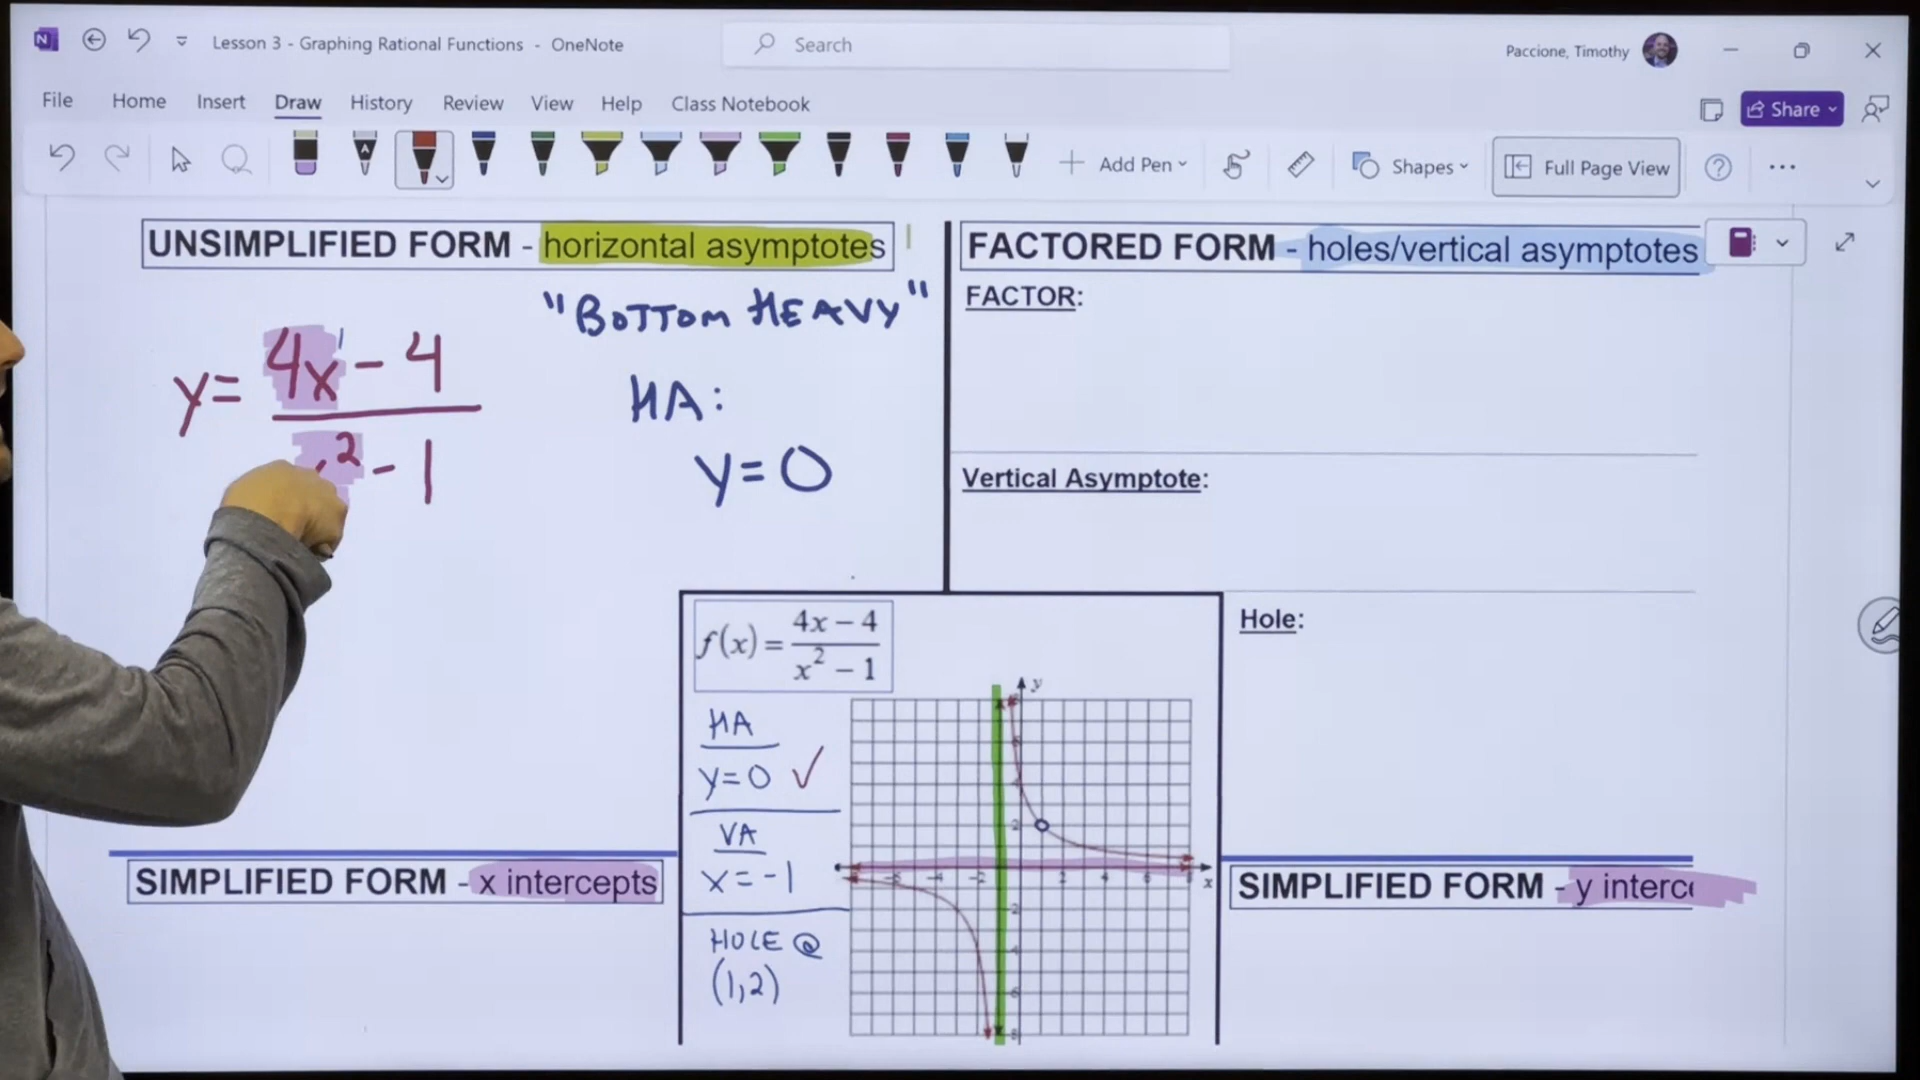 Lesson 3 - Graphing Rational Functions - OneNote
Search
Paccione, Timothy
File Home Insert Draw History Review View Help Class Notebook
Share
Add Pen
Shapes
Full Page View
UNSIMPLIFIED FORM - horizontal asymptotes
"BOTTOM HEAVY"
y= 4x¹ - 4
² - 1
HA:
y=0
FACTORED FORM - holes/vertical asymptotes
FACTOR:
Vertical Asymptote:
Hole:
f(x) = 4x - 4
x² - 1
HA
y=0 ✓
VA
x=-1
HOLE @
(1,2)
y
x
SIMPLIFIED FORM - x intercepts
SIMPLIFIED FORM - y interc